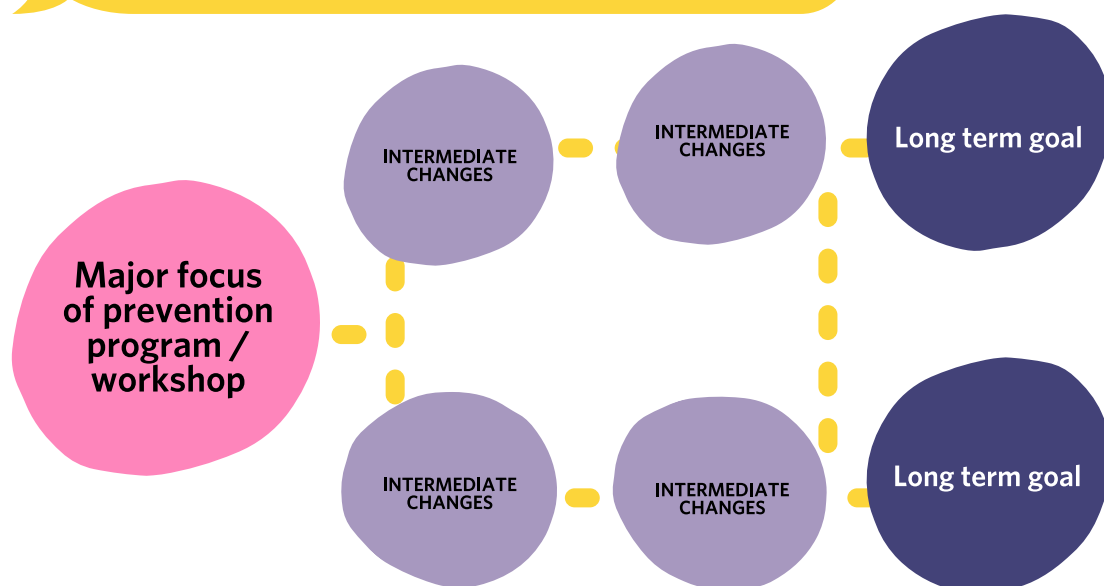 INTERMEDIATE
CHANGES
INTERMEDIATE
CHANGES
Long term goal
Major focus
of prevention
program /
workshop
INTERMEDIATE
CHANGES
INTERMEDIATE
CHANGES
Long term goal